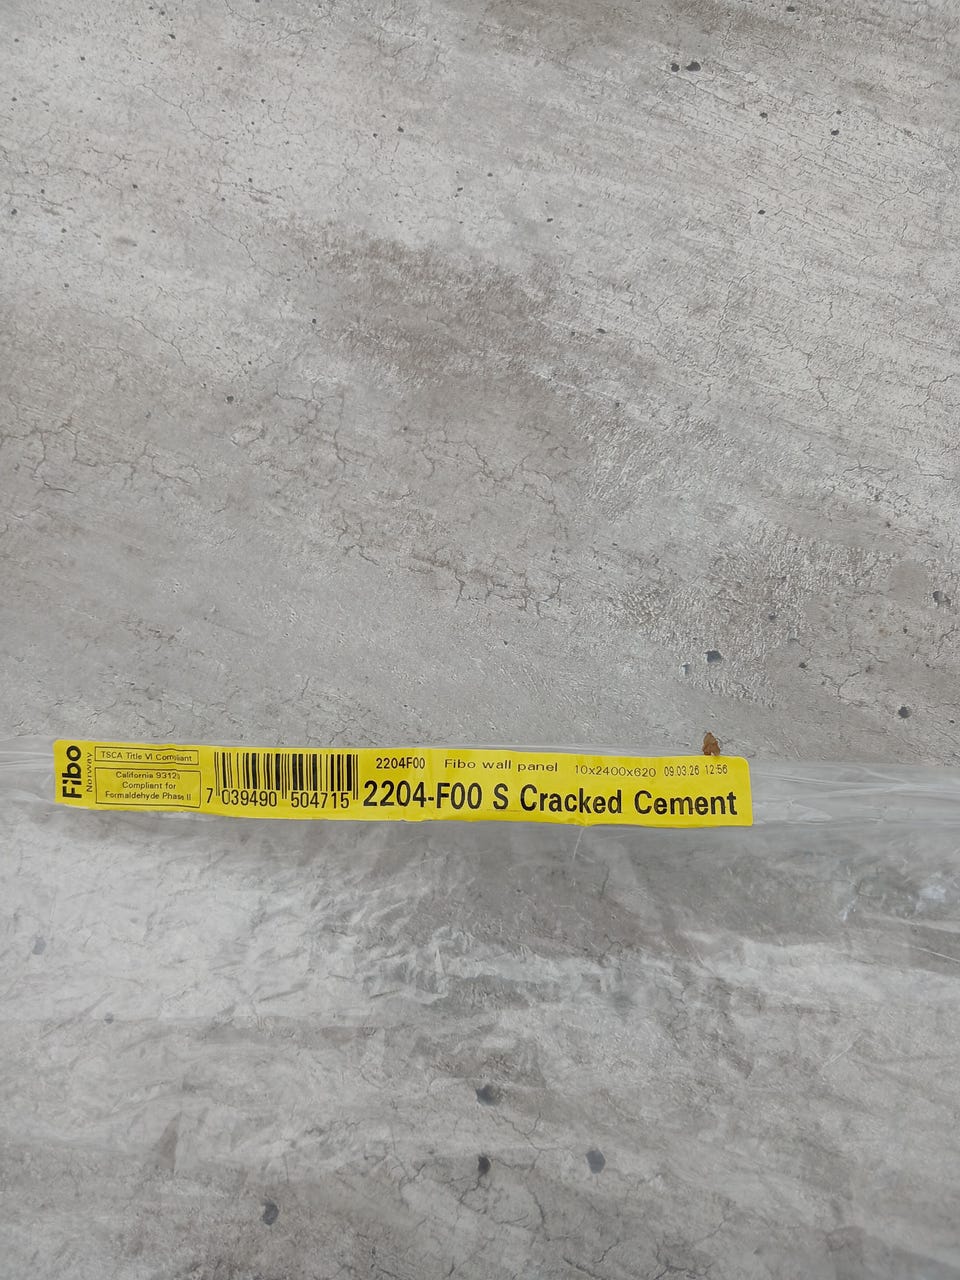 Fibo
Norway
TSCA Title VI Compliant
California 93120
Compliant for
Formaldehyde Phase II
7 039490 504715
2204F00 Fibo wall panel 10x2400x620 09.03.26 12:56
2204-F00 S Cracked Cement